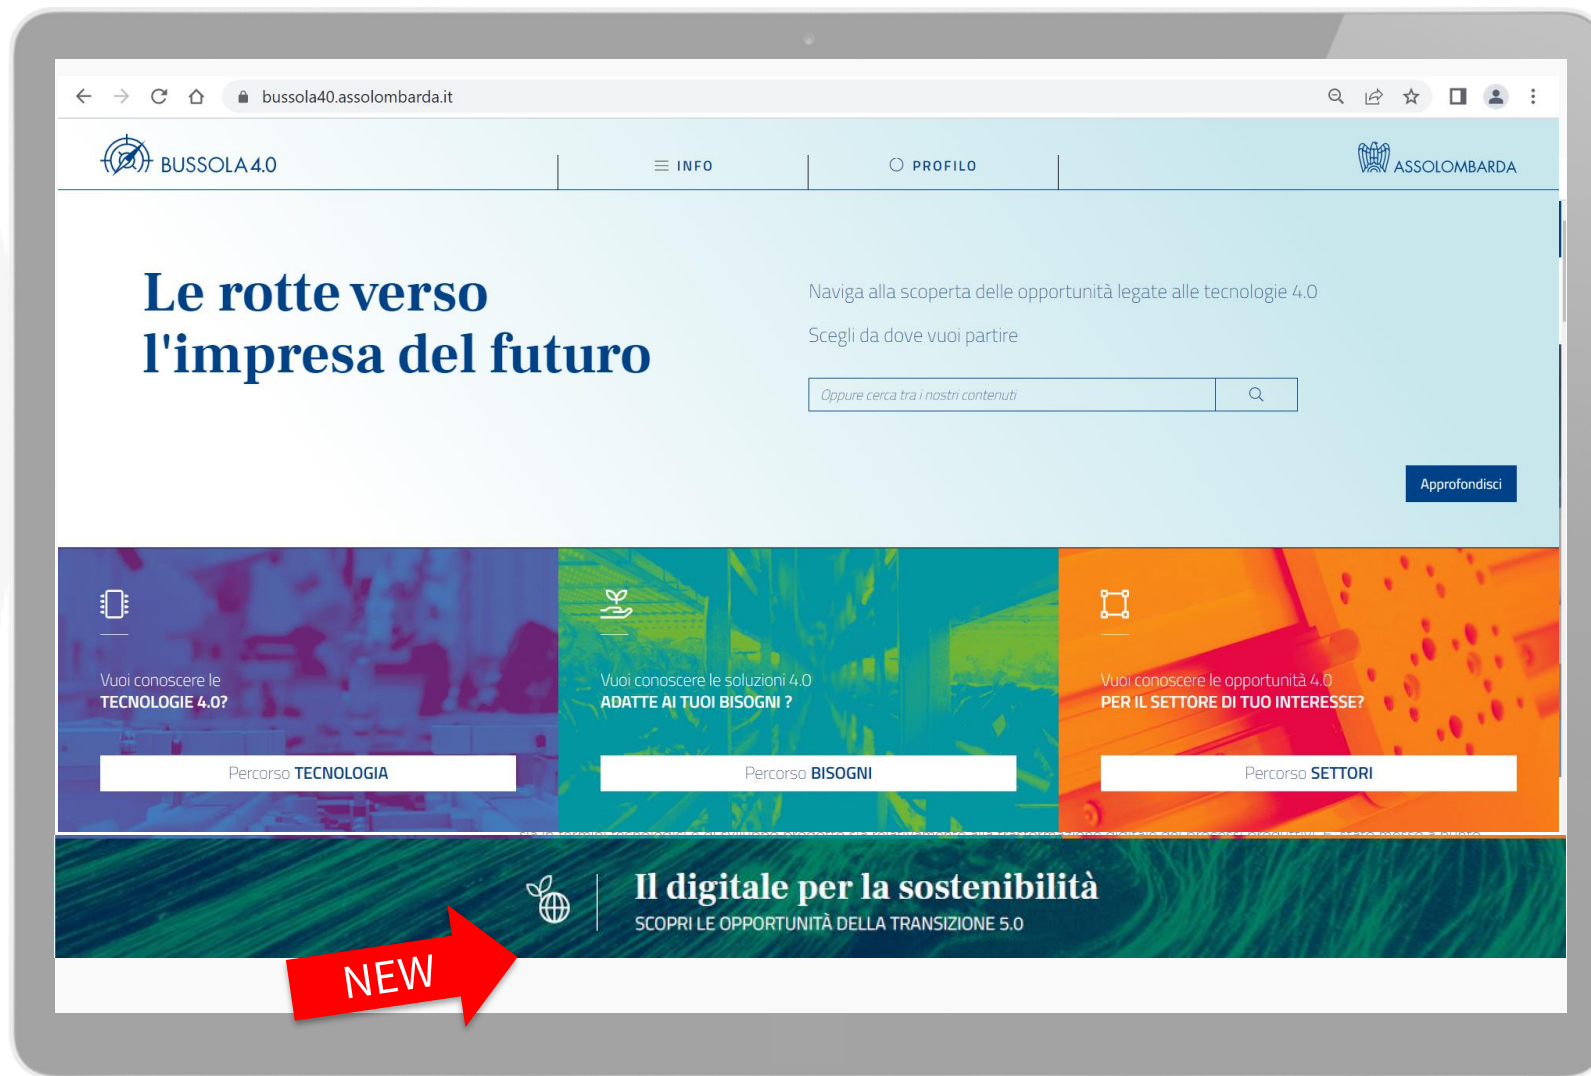 bussola40.assolombarda.it
BUSSOLA 4.0
INFO
PROFILO
ASSOLOMBARDA
Le rotte verso
l'impresa del futuro
Naviga alla scoperta delle opportunità legate alle tecnologie 4.0
Scegli da dove vuoi partire
Oppure cerca tra i nostri contenuti
Approfondisci
Vuoi conoscere le
TECNOLOGIE 4.0?
Percorso TECNOLOGIA
Vuoi conoscere le soluzioni 4.0
ADATTE AI TUOI BISOGNI ?
Percorso BISOGNI
Vuoi conoscere le opportunità 4.0
PER IL SETTORE DI TUO INTERESSE?
Percorso SETTORI
Il digitale per la sostenibilità
SCOPRI LE OPPORTUNITÀ DELLA TRANSIZIONE 5.0
NEW